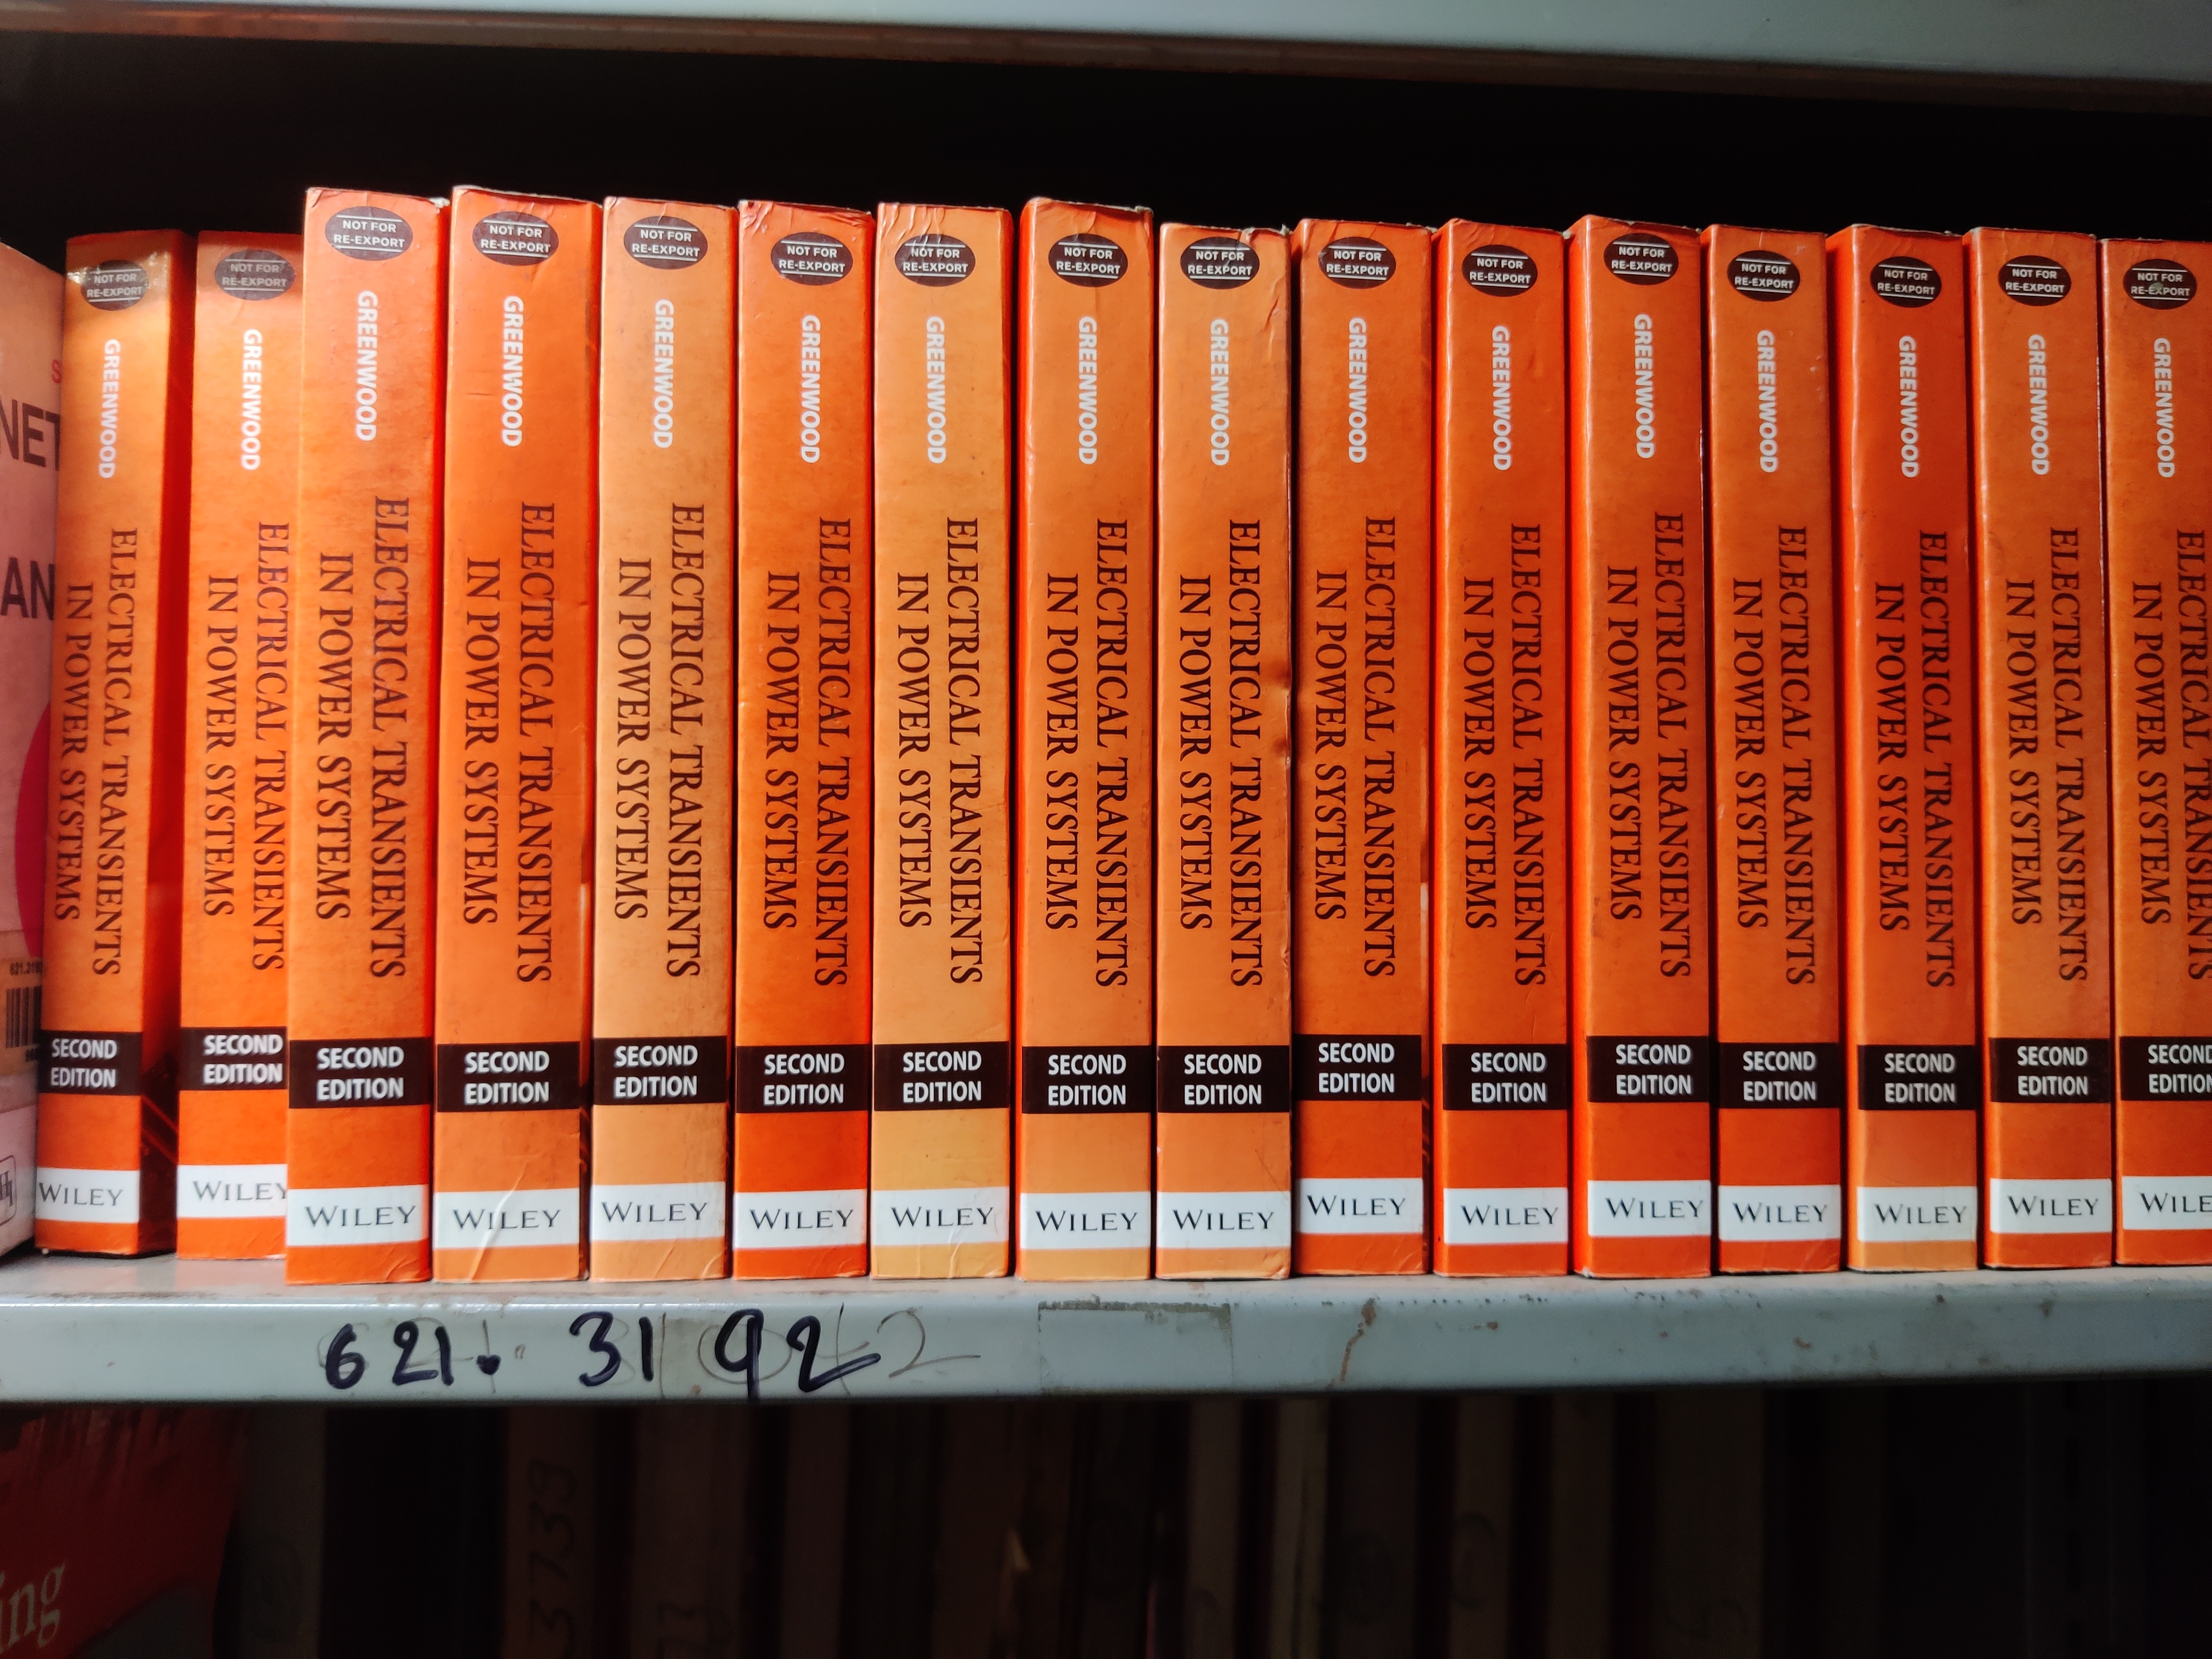 NET
AN
NOT FOR
RE-EXPORT
GREENWOOD
ELECTRICAL TRANSIENTS
IN POWER SYSTEMS
SECOND
EDITION
WILEY
NOT FOR
RE-EXPORT
GREENWOOD
ELECTRICAL TRANSIENTS
IN POWER SYSTEMS
SECOND
EDITION
WILEY
NOT FOR
RE-EXPORT
GREENWOOD
ELECTRICAL TRANSIENTS
IN POWER SYSTEMS
SECOND
EDITION
WILEY
NOT FOR
RE-EXPORT
GREENWOOD
ELECTRICAL TRANSIENTS
IN POWER SYSTEMS
SECOND
EDITION
WILEY
NOT FOR
RE-EXPORT
GREENWOOD
ELECTRICAL TRANSIENTS
IN POWER SYSTEMS
SECOND
EDITION
WILEY
NOT FOR
RE-EXPORT
GREENWOOD
ELECTRICAL TRANSIENTS
IN POWER SYSTEMS
SECOND
EDITION
WILEY
NOT FOR
RE-EXPORT
GREENWOOD
ELECTRICAL TRANSIENTS
IN POWER SYSTEMS
SECOND
EDITION
WILEY
NOT FOR
RE-EXPORT
GREENWOOD
ELECTRICAL TRANSIENTS
IN POWER SYSTEMS
SECOND
EDITION
WILEY
NOT FOR
RE-EXPORT
GREENWOOD
ELECTRICAL TRANSIENTS
IN POWER SYSTEMS
SECOND
EDITION
WILEY
NOT FOR
RE-EXPORT
GREENWOOD
ELECTRICAL TRANSIENTS
IN POWER SYSTEMS
SECOND
EDITION
WILEY
NOT FOR
RE-EXPORT
GREENWOOD
ELECTRICAL TRANSIENTS
IN POWER SYSTEMS
SECOND
EDITION
WILEY
NOT FOR
RE-EXPORT
GREENWOOD
ELECTRICAL TRANSIENTS
IN POWER SYSTEMS
SECOND
EDITION
WILEY
NOT FOR
RE-EXPORT
GREENWOOD
ELECTRICAL TRANSIENTS
IN POWER SYSTEMS
SECOND
EDITION
WILEY
NOT FOR
RE-EXPORT
GREENWOOD
ELECTRICAL TRANSIENTS
IN POWER SYSTEMS
SECOND
EDITION
WILEY
NOT FOR
RE-EXPORT
GREENWOOD
ELECTRICAL TRANSIENTS
IN POWER SYSTEMS
SECOND
EDITION
WILEY
NOT FOR
RE-EXPORT
GREENWOOD
ELECTRICAL TRANSIENTS
IN POWER SYSTEMS
SECOND
EDITION
WILE
621. 31 92
ing